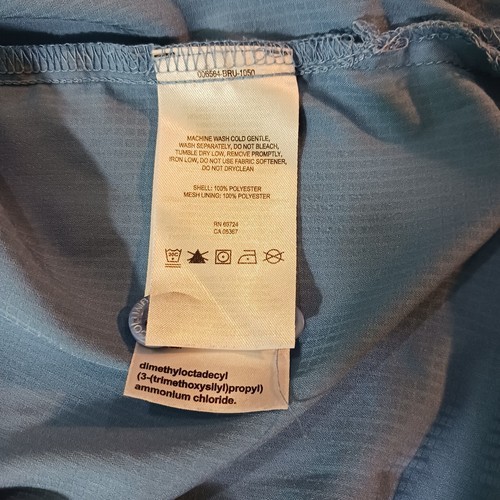 006564-BRU-1050
MACHINE WASH COLD GENTLE,
WASH SEPARATELY, DO NOT BLEACH,
TUMBLE DRY LOW, REMOVE PROMPTLY,
IRON LOW, DO NOT USE FABRIC SOFTENER,
DO NOT DRYCLEAN
SHELL: 100% POLYESTER
MESH LINING: 100% POLYESTER
RN 69724
CA 05367
30C
dimethyloctadecyl
(3-(trimethoxysilyl)propyl)
ammonium chloride.